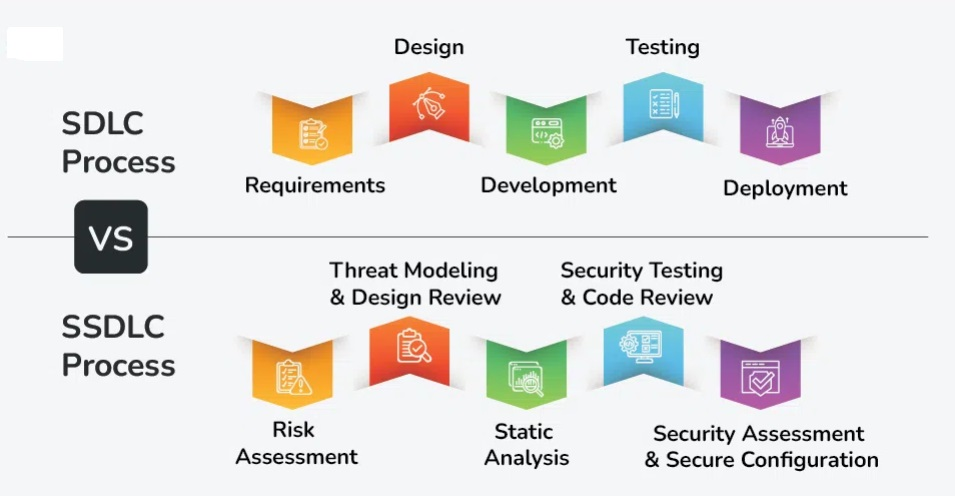 SDLC
Process
Requirements
Design
Development
Testing
Deployment
VS
SSDLC
Process
Risk
Assessment
Threat Modeling
& Design Review
Static
Analysis
Security Testing
& Code Review
Security Assessment
& Secure Configuration